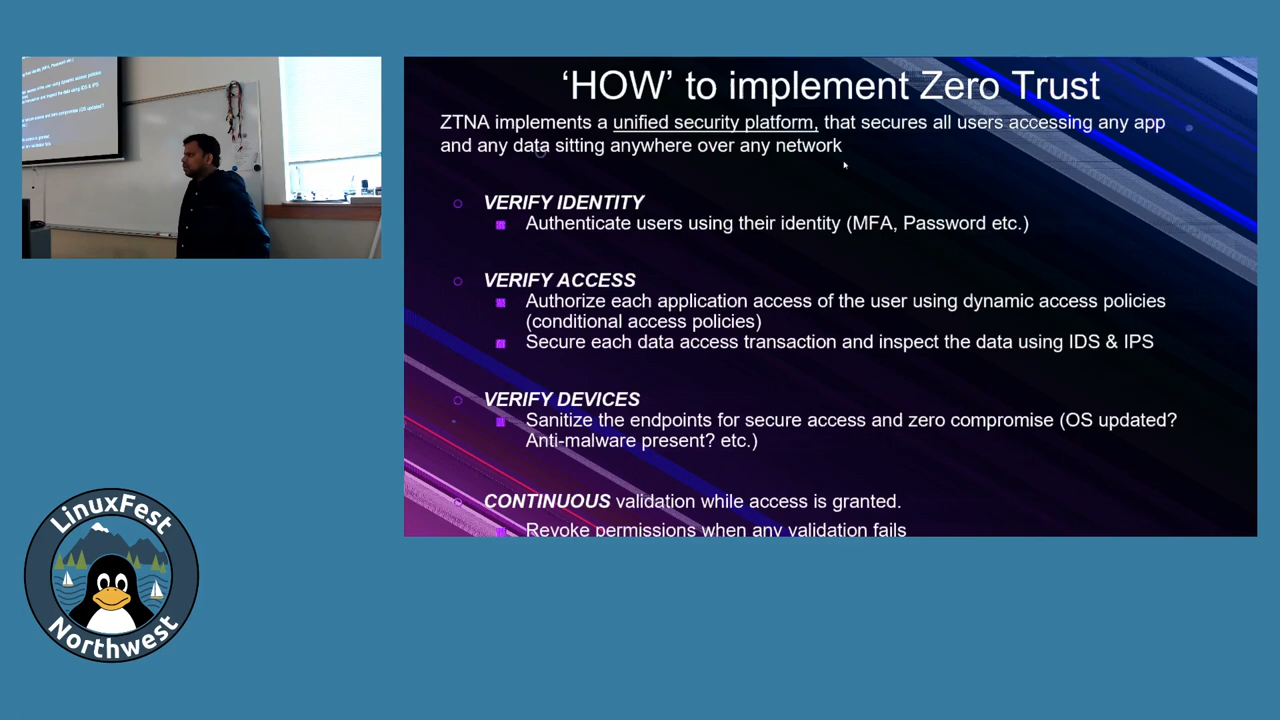 'HOW' to implement Zero Trust
ZTNA implements a unified security platform, that secures all users accessing any app
and any data sitting anywhere over any network
VERIFY IDENTITY
Authenticate users using their identity (MFA, Password etc.)
VERIFY ACCESS
Authorize each application access of the user using dynamic access policies
(conditional access policies)
Secure each data access transaction and inspect the data using IDS & IPS
VERIFY DEVICES
Sanitize the endpoints for secure access and zero compromise (OS updated?
Anti-malware present? etc.)
CONTINUOUS validation while access is granted.
Revoke permissions when any validation fails
LinuxFest
Northwest